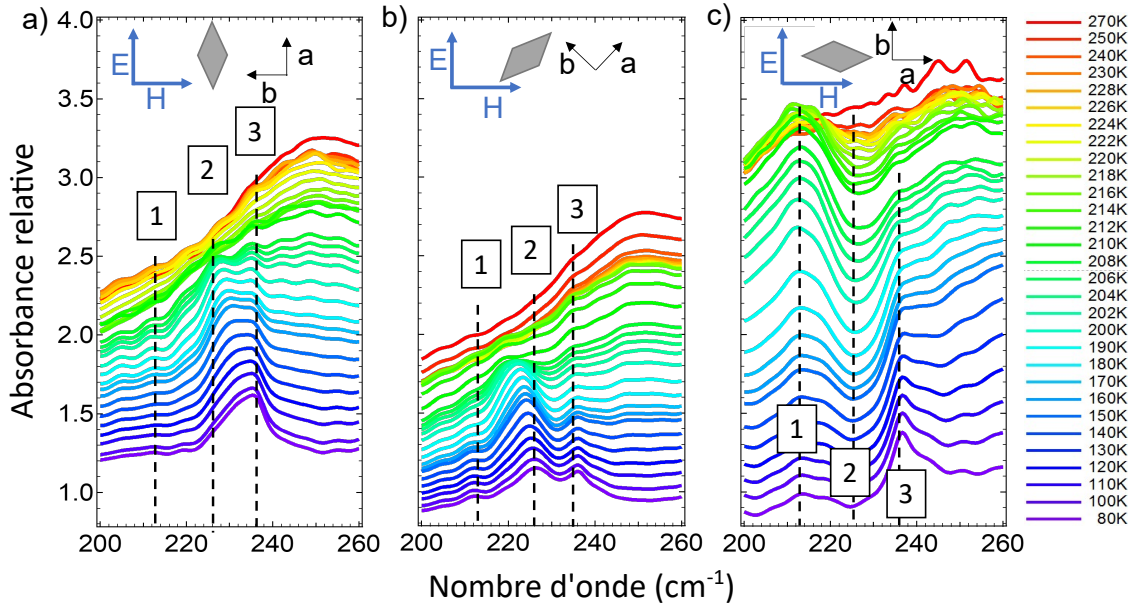 a)
b)
c)
E
H
a
b
E
H
b
a
E
H
b
a
1
2
3
1
2
3
1
2
3
4.0
3.5
3.0
2.5
2.0
1.5
1.0
Absorbance relative
200 220 240 260
200 220 240 260
200 220 240 260
Nombre d'onde (cm-1)
270K
250K
240K
230K
228K
226K
224K
222K
220K
218K
216K
214K
212K
210K
208K
206K
204K
202K
200K
190K
180K
170K
160K
150K
140K
130K
120K
110K
100K
80K